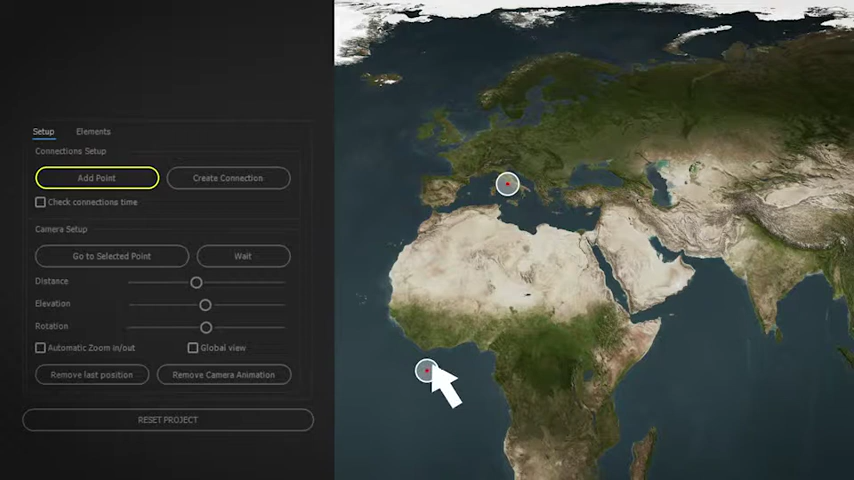 Setup Elements
Connections Setup
Add Point Create Connection
Check connections time
Camera Setup
Go to Selected Point Wait
Distance
Elevation
Rotation
Automatic Zoom in/out Global view
Remove last position Remove Camera Animation
RESET PROJECT